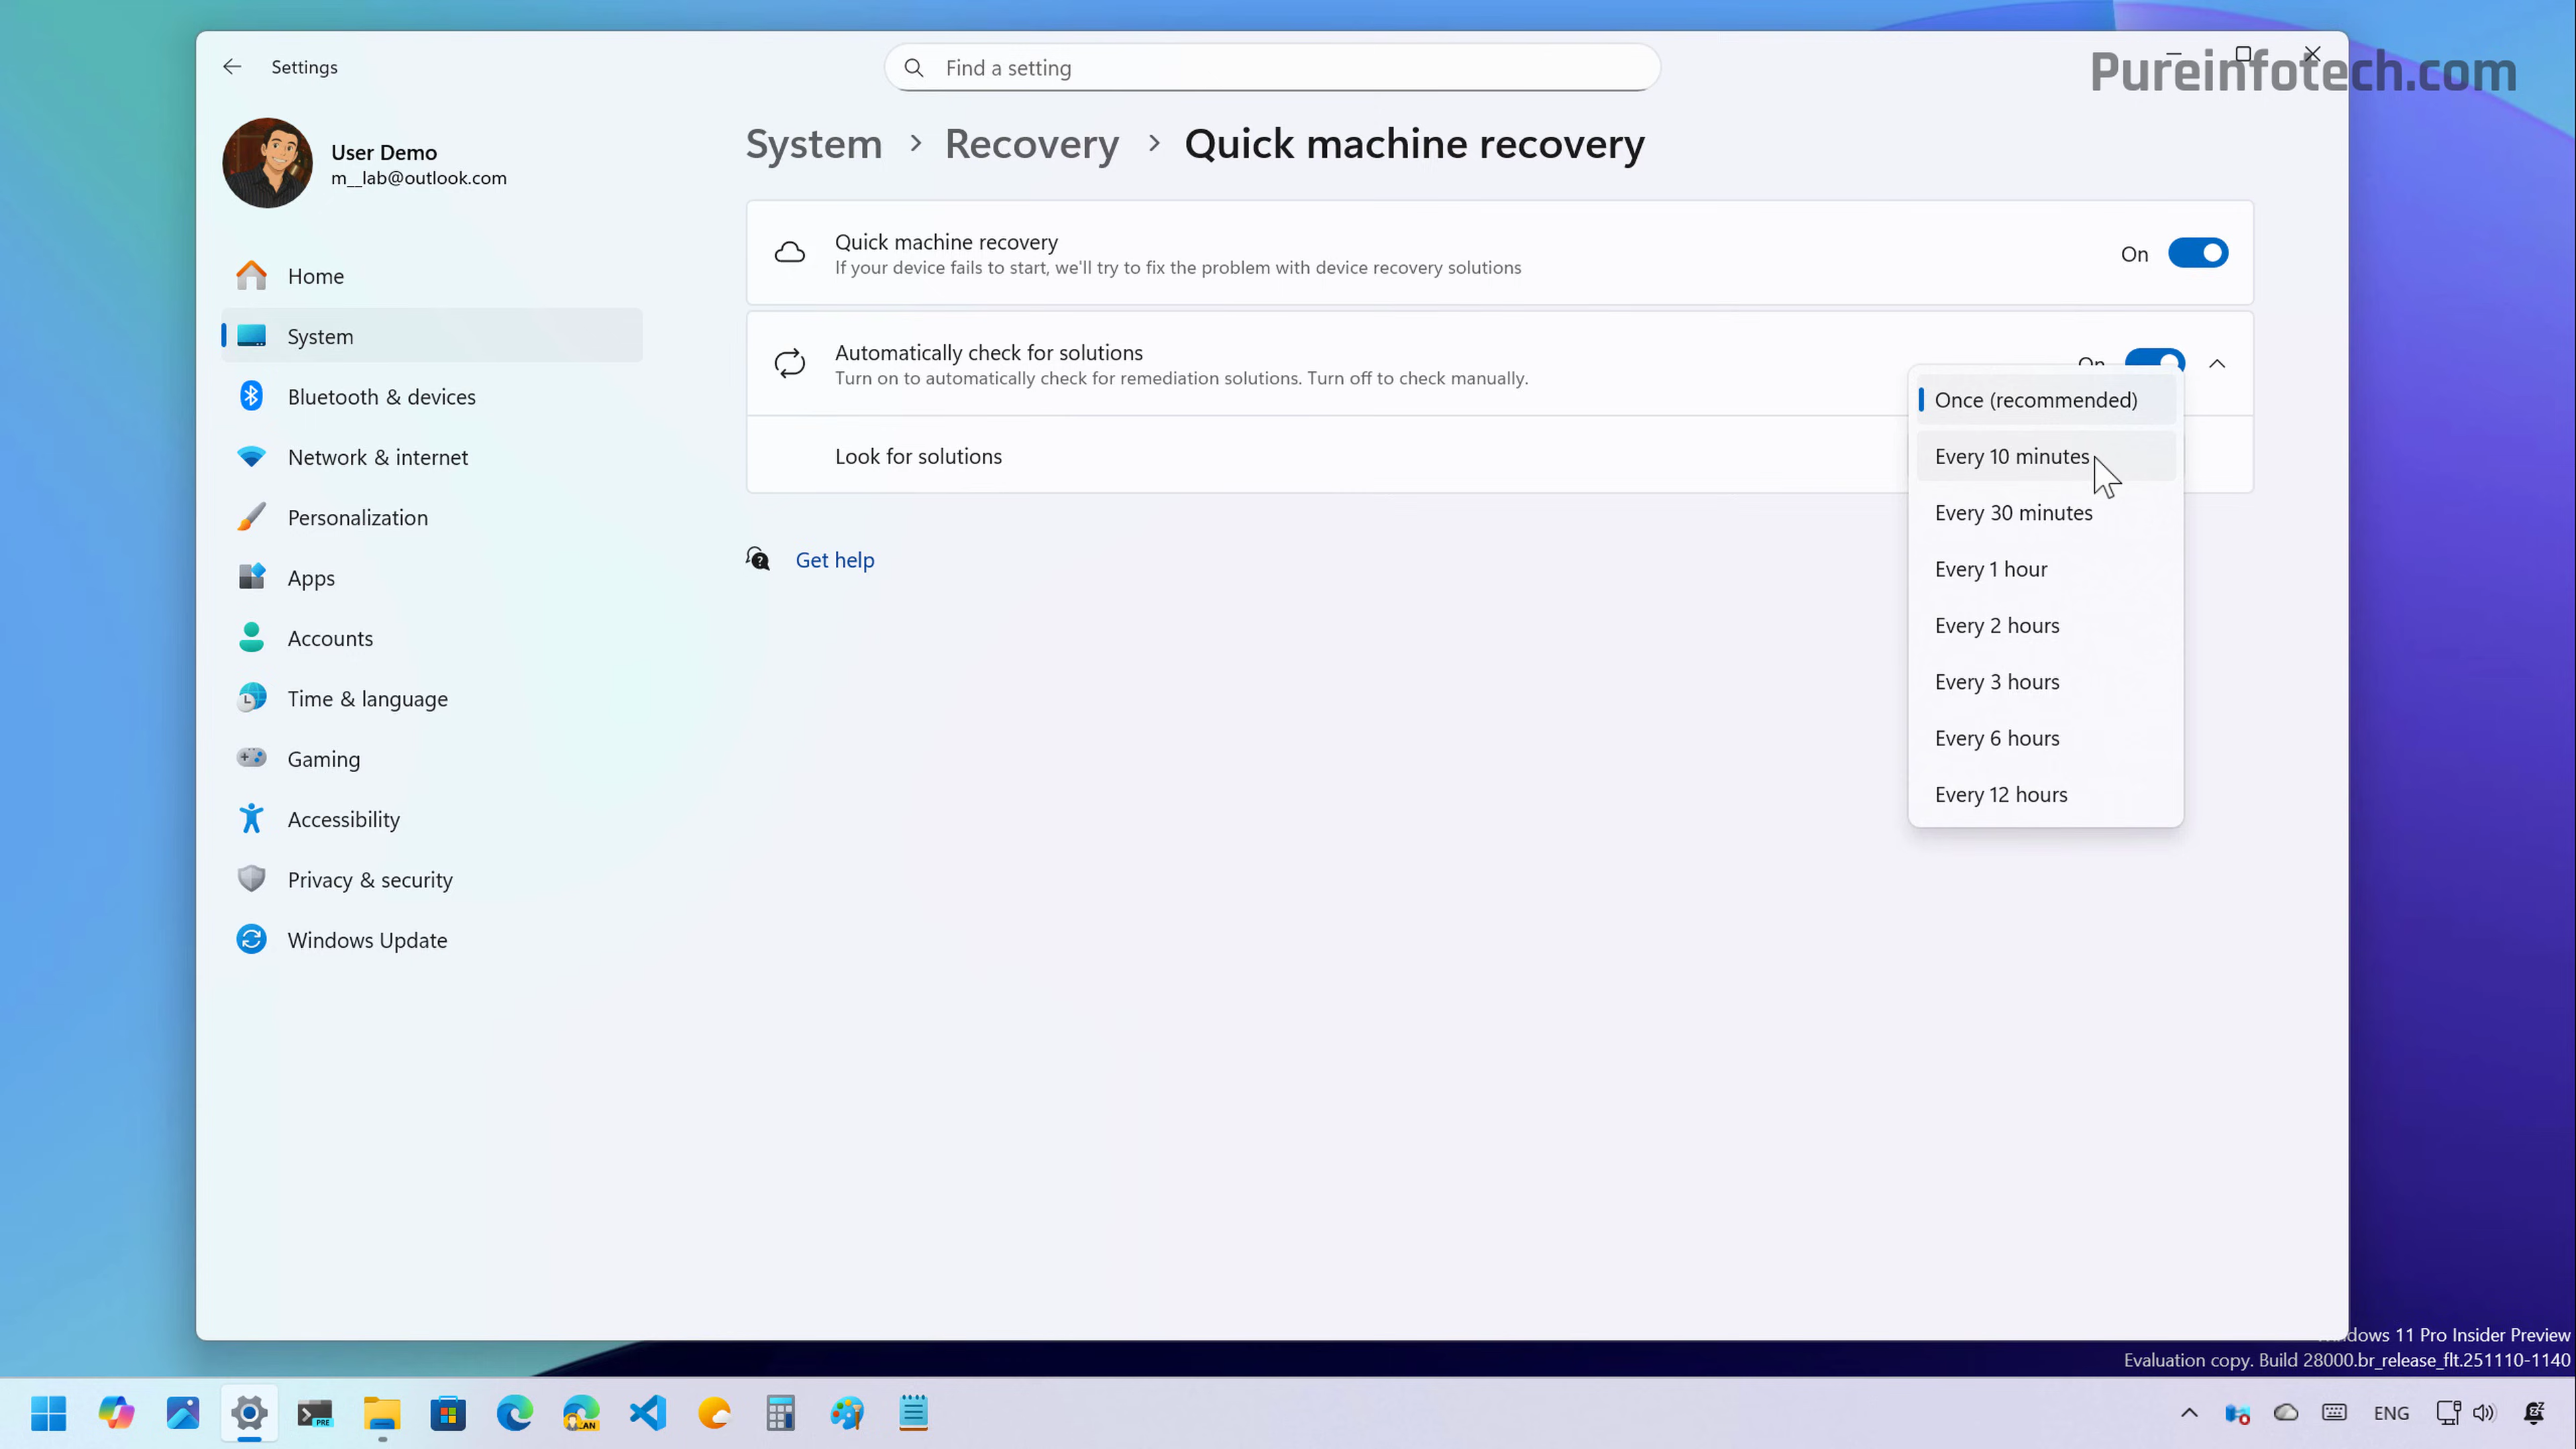 Settings
Find a setting
Pureinfotech.com
User Demo
m__lab@outlook.com
Home
System
Bluetooth & devices
Network & internet
Personalization
Apps
Accounts
Time & language
Gaming
Accessibility
Privacy & security
Windows Update
System > Recovery > Quick machine recovery
Quick machine recovery
If your device fails to start, we'll try to fix the problem with device recovery solutions
On
Automatically check for solutions
Turn on to automatically check for remediation solutions. Turn off to check manually.
On
Look for solutions
Once (recommended)
Every 10 minutes
Every 30 minutes
Every 1 hour
Every 2 hours
Every 3 hours
Every 6 hours
Every 12 hours
Get help
Windows 11 Pro Insider Preview
Evaluation copy. Build 28000.br_release_flt.251110-1140
PRE
ENG